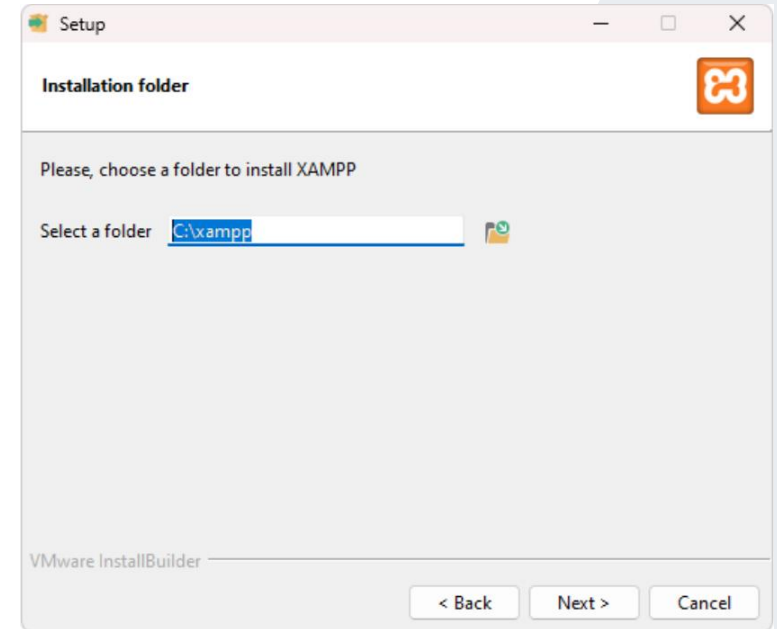 Setup
Installation folder
Please, choose a folder to install XAMPP
Select a folder C:\xampp
VMware InstallBuilder
< Back Next > Cancel